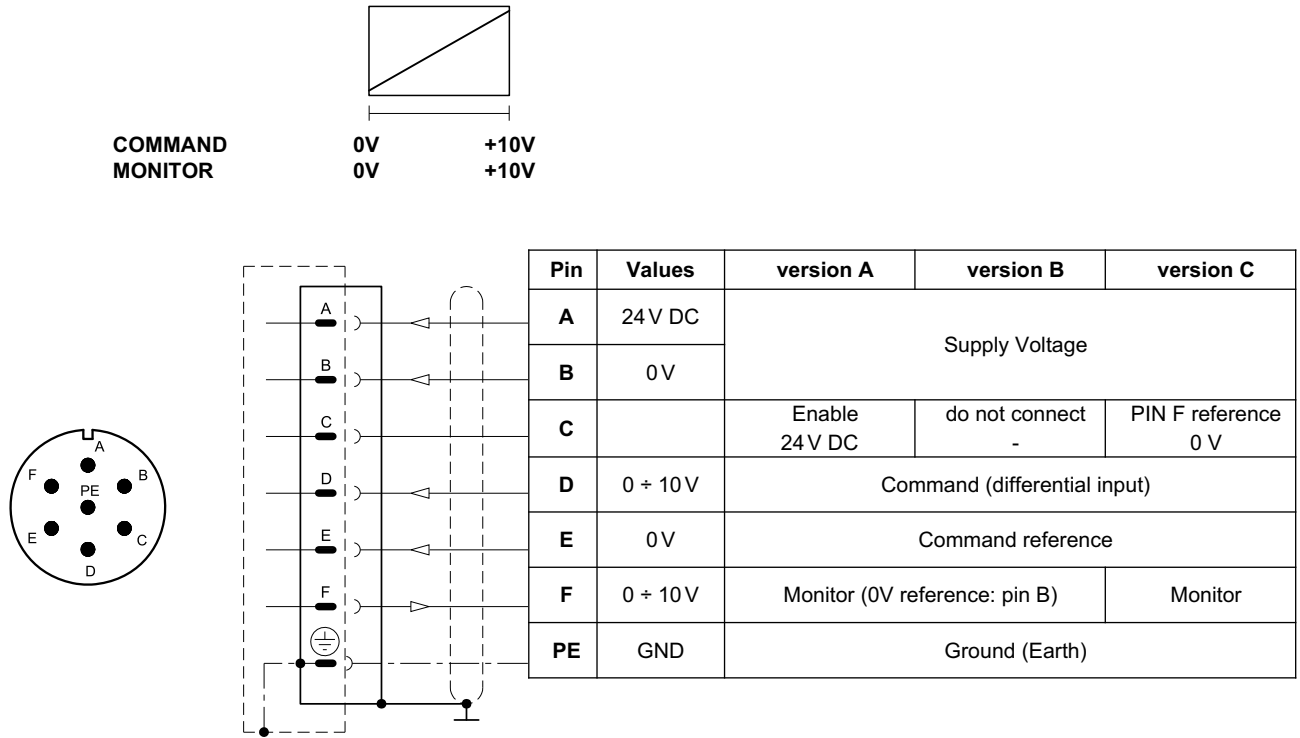 COMMAND 0V +10V
MONITOR 0V +10V
Pin Values version A version B version C
A 24 V DC Supply Voltage
B 0 V
C Enable 24 V DC do not connect - PIN F reference 0 V
D 0 ÷ 10 V Command (differential input)
E 0 V Command reference
F 0 ÷ 10 V Monitor (0V reference: pin B) Monitor
PE GND Ground (Earth)
A
B
C
D
E
F
A
F B
PE
E C
D